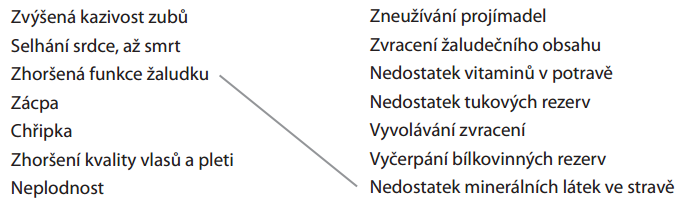 Zvýšená kazivost zubů
Selhání srdce, až smrt
Zhoršená funkce žaludku
Zácpa
Chřipka
Zhoršení kvality vlasů a pleti
Neplodnost
Zneužívání projímadel
Zvracení žaludečního obsahu
Nedostatek vitaminů v potravě
Nedostatek tukových rezerv
Vyvolávání zvracení
Vyčerpání bílkovinných rezerv
Nedostatek minerálních látek ve stravě